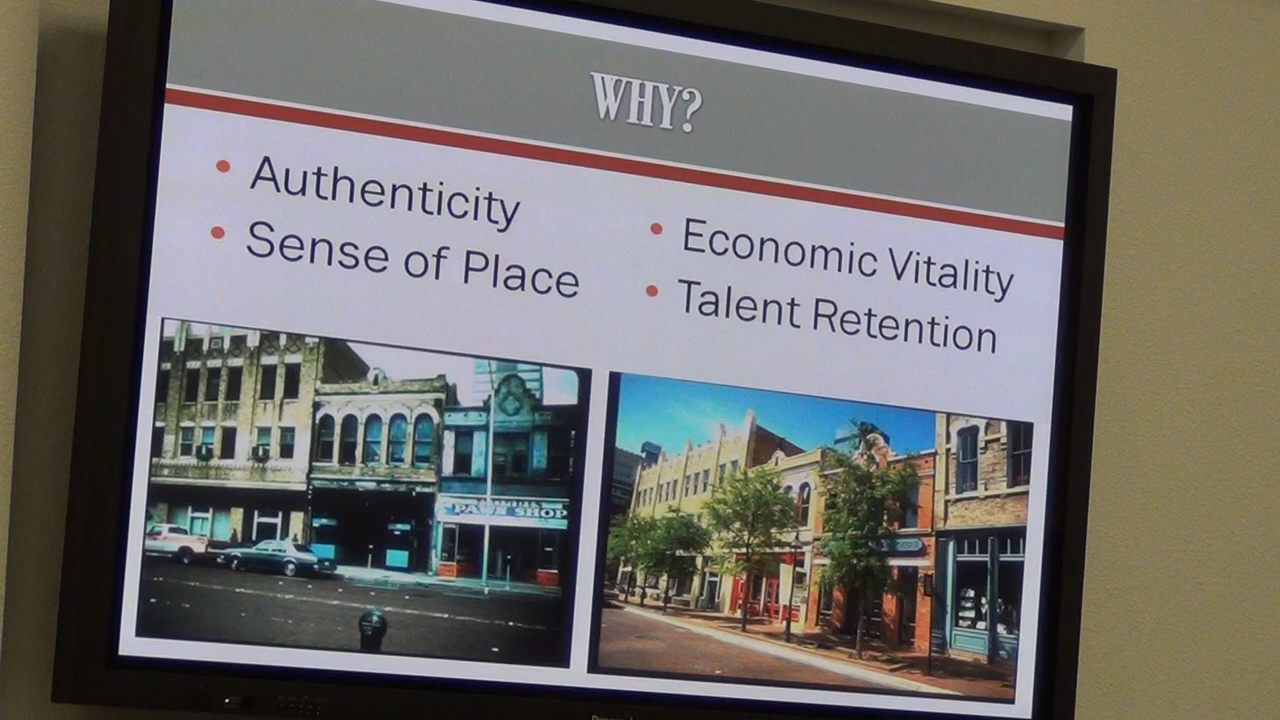 WHY?
Authenticity
Sense of Place
Economic Vitality
Talent Retention
PAWN SHOP